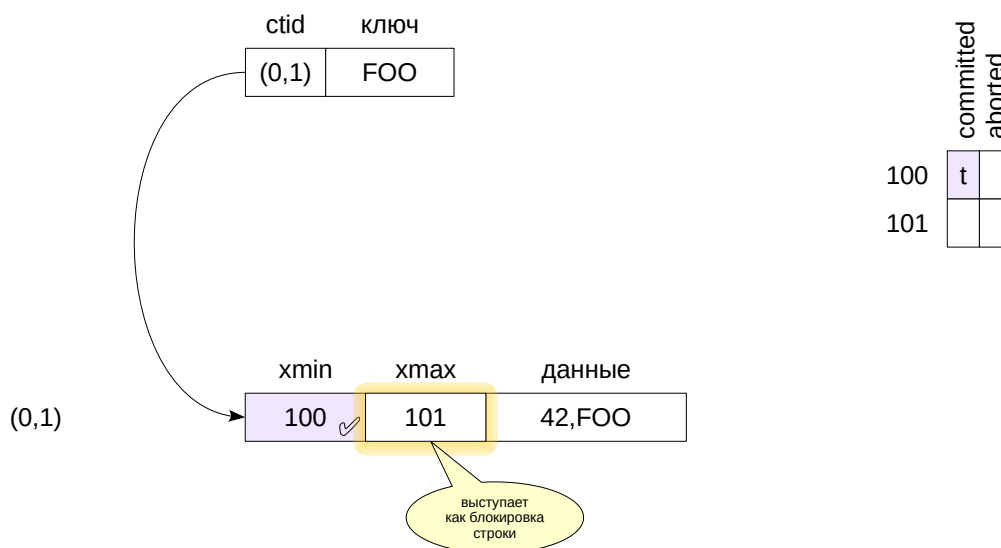 ctid ключ
(0,1) FOO
committed
aborted
100 t
101
xmin xmax данные
(0,1) 100 101 42,FOO
выступает
как блокировка
строки